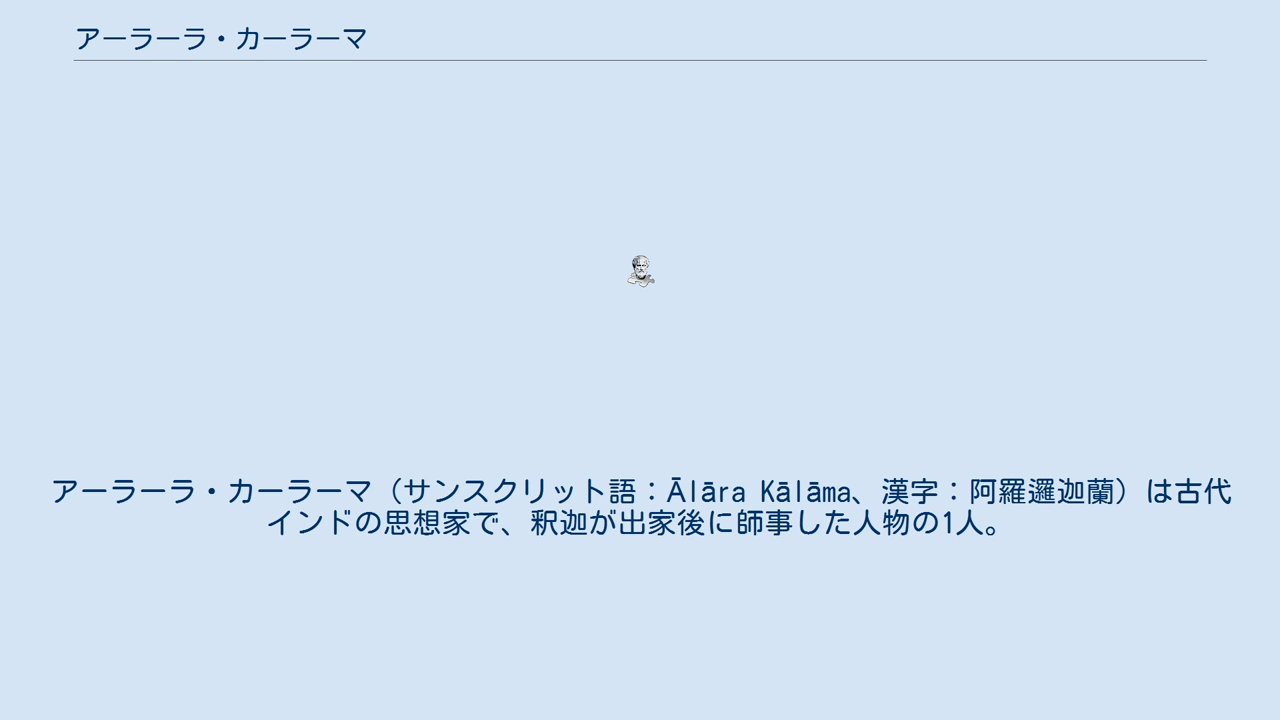 アーラーラ・カーラーマ
アーラーラ・カーラーマ（サンスクリット語：Ālāra Kālāma、漢字：阿羅邏迦蘭）は古代
インドの思想家で、釈迦が出家後に師事した人物の1人。